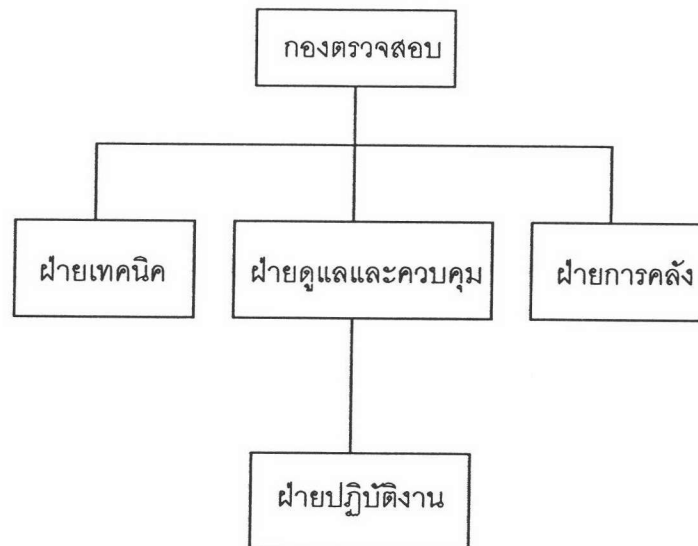 กองตรวจสอบ
ฝ่ายเทคนิค
ฝ่ายดูแลและควบคุม
ฝ่ายการคลัง
ฝ่ายปฏิบัติงาน